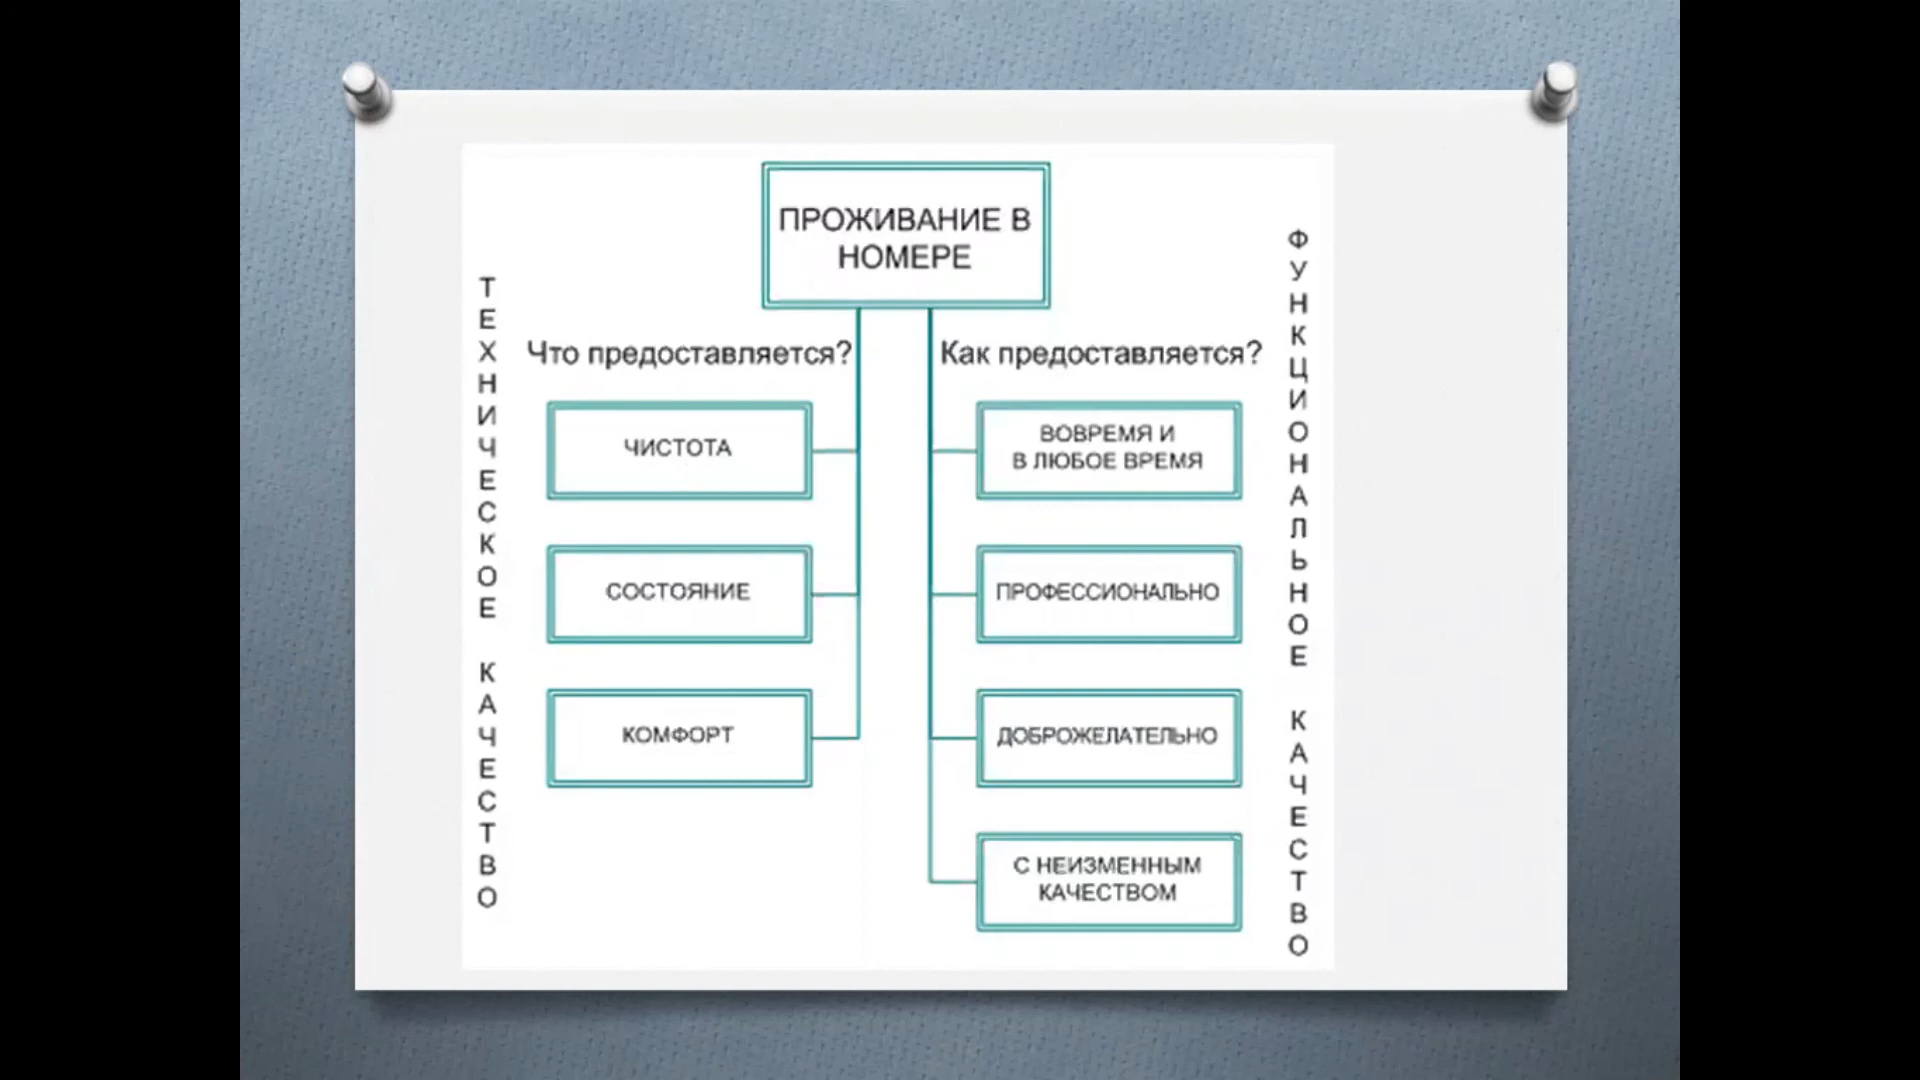 ПРОЖИВАНИЕ В
НОМЕРЕ
ТЕХНИЧЕСКОЕ КАЧЕСТВО
Что предоставляется?
ЧИСТОТА
СОСТОЯНИЕ
КОМФОРТ
Как предоставляется?
ВОВРЕМЯ И
В ЛЮБОЕ ВРЕМЯ
ПРОФЕССИОНАЛЬНО
ДОБРОЖЕЛАТЕЛЬНО
С НЕИЗМЕННЫМ
КАЧЕСТВОМ
ФУНКЦИОНАЛЬНОЕ КАЧЕСТВО